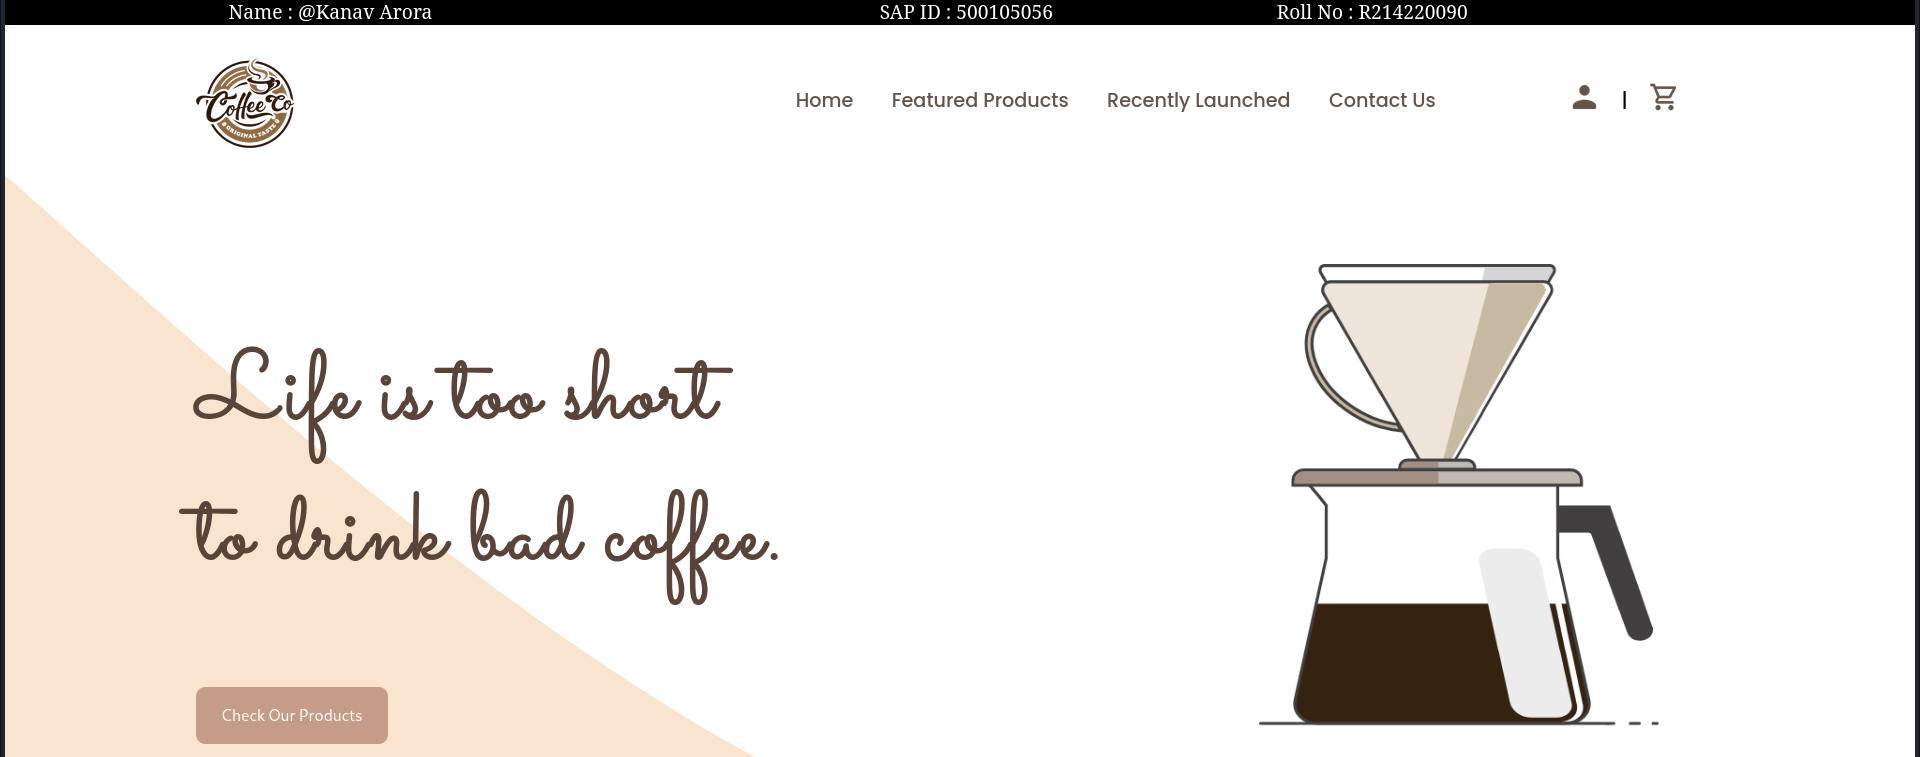 Name : @Kanav Arora SAP ID : 500105056 Roll No : R214220090
Coffee Co
ORIGINAL TASTE
Home Featured Products Recently Launched Contact Us
Life is too short
to drink bad coffee.
Check Our Products